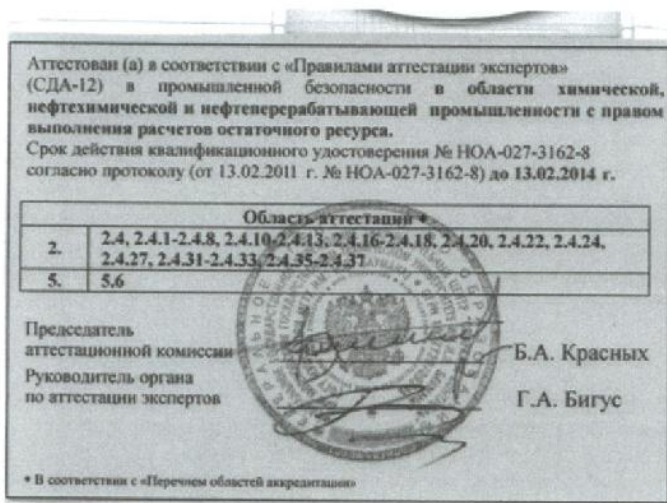 Аттестован (а) в соответствии с «Правилами аттестации экспертов»
(СДА-12) в промышленной безопасности в области химической,
нефтехимической и нефтеперерабатывающей промышленности с правом
выполнения расчетов остаточного ресурса.
Срок действия квалификационного удостоверения № НОА-027-3162-8
согласно протоколу (от 13.02.2011 г. № НОА-027-3162-8) до 13.02.2014 г.
Область аттестации •
2. 2.4, 2.4.1-2.4.8, 2.4.10-2.4.13, 2.4.16-2.4.18, 2.4.20, 2.4.22, 2.4.24,
2.4.27, 2.4.31-2.4.33, 2.4.35-2.4.37
5. 5.6
Председатель
аттестационной комиссии Б.А. Красных
Руководитель органа
по аттестации экспертов Г.А. Бигус
• В соответствии с «Перечнем областей аккредитации»